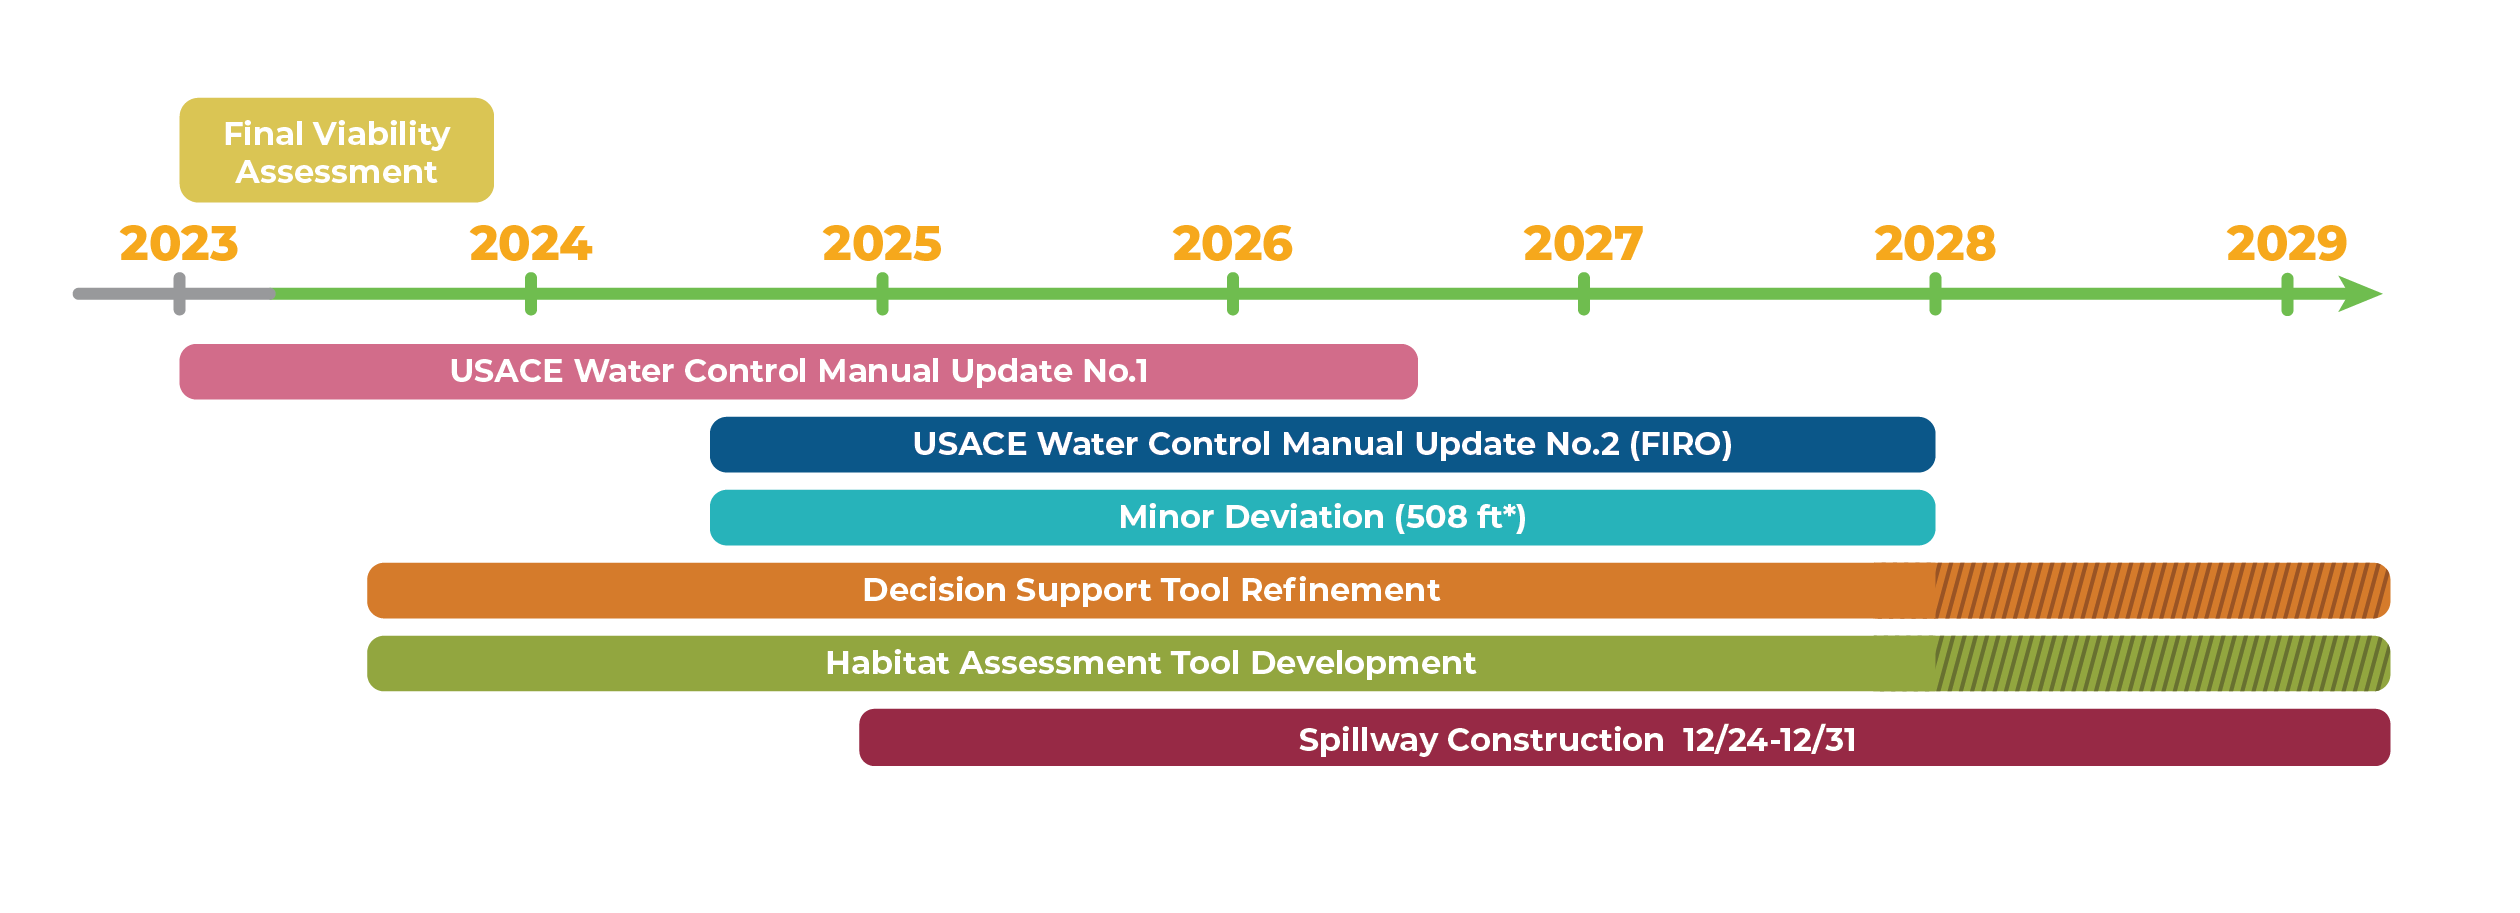 Final Viability
Assessment
2023 2024 2025 2026 2027 2028 2029
USACE Water Control Manual Update No.1
USACE Water Control Manual Update No.2 (FIRO)
Minor Deviation (508 ft*)
Decision Support Tool Refinement
Habitat Assessment Tool Development
Spillway Construction 12/24-12/31